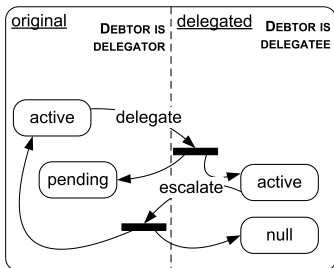 original
DEBTOR IS
DELEGATOR
delegated
DEBTOR IS
DELEGATEE
active
delegate
pending
escalate
active
null